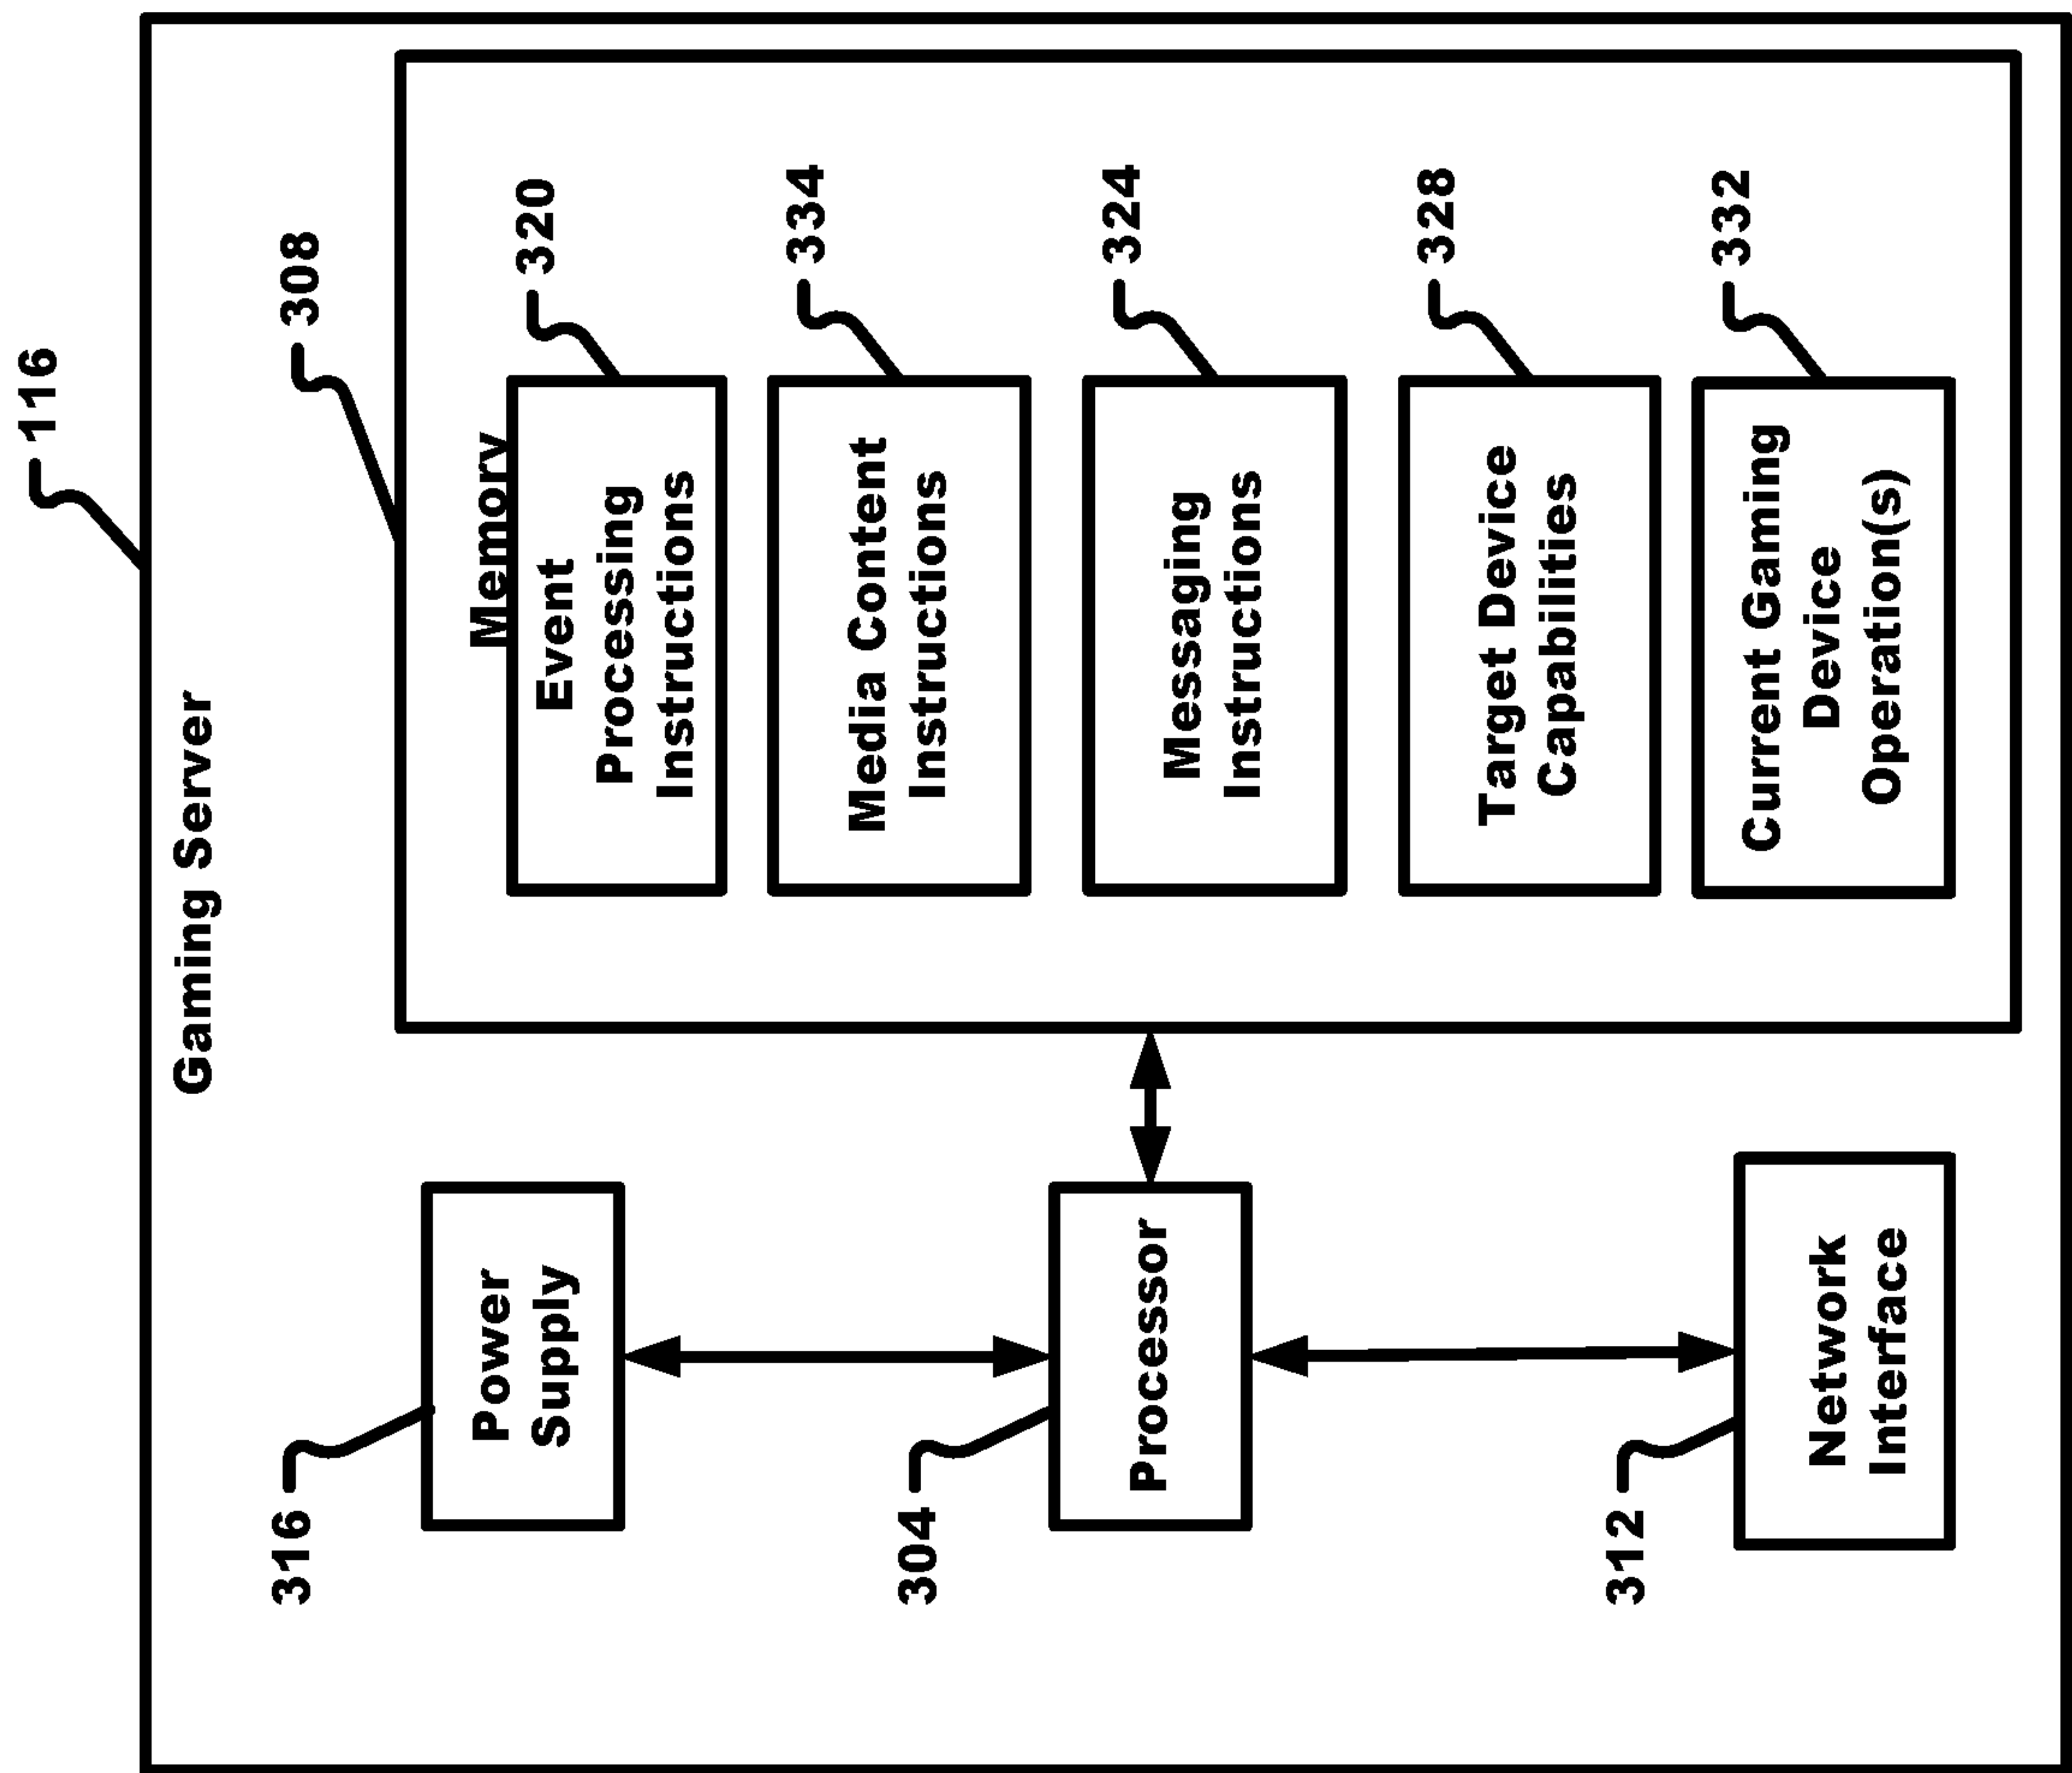 116
Gaming Server
308
Memory
316
Power
Supply
320
Event
Processing
Instructions
334
Media Content
Instructions
304
Processor
324
Messaging
Instructions
328
Target Device
Capabilities
312
Network
Interface
332
Current Gaming
Device
Operation(s)